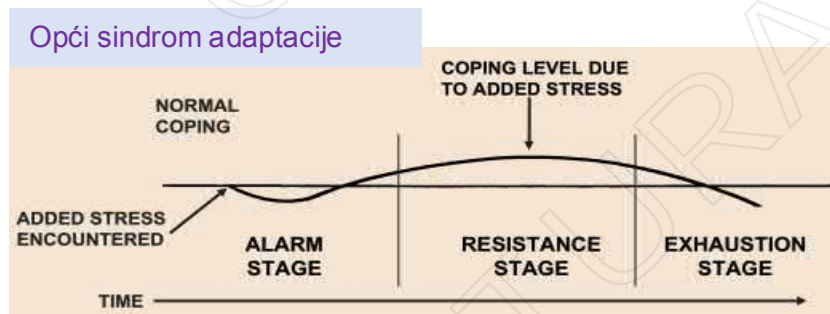 Opći sindrom adaptacije
COPING LEVEL DUE
TO ADDED STRESS
NORMAL
COPING
ADDED STRESS
ENCOUNTERED
ALARM
STAGE
RESISTANCE
STAGE
EXHAUSTION
STAGE
TIME